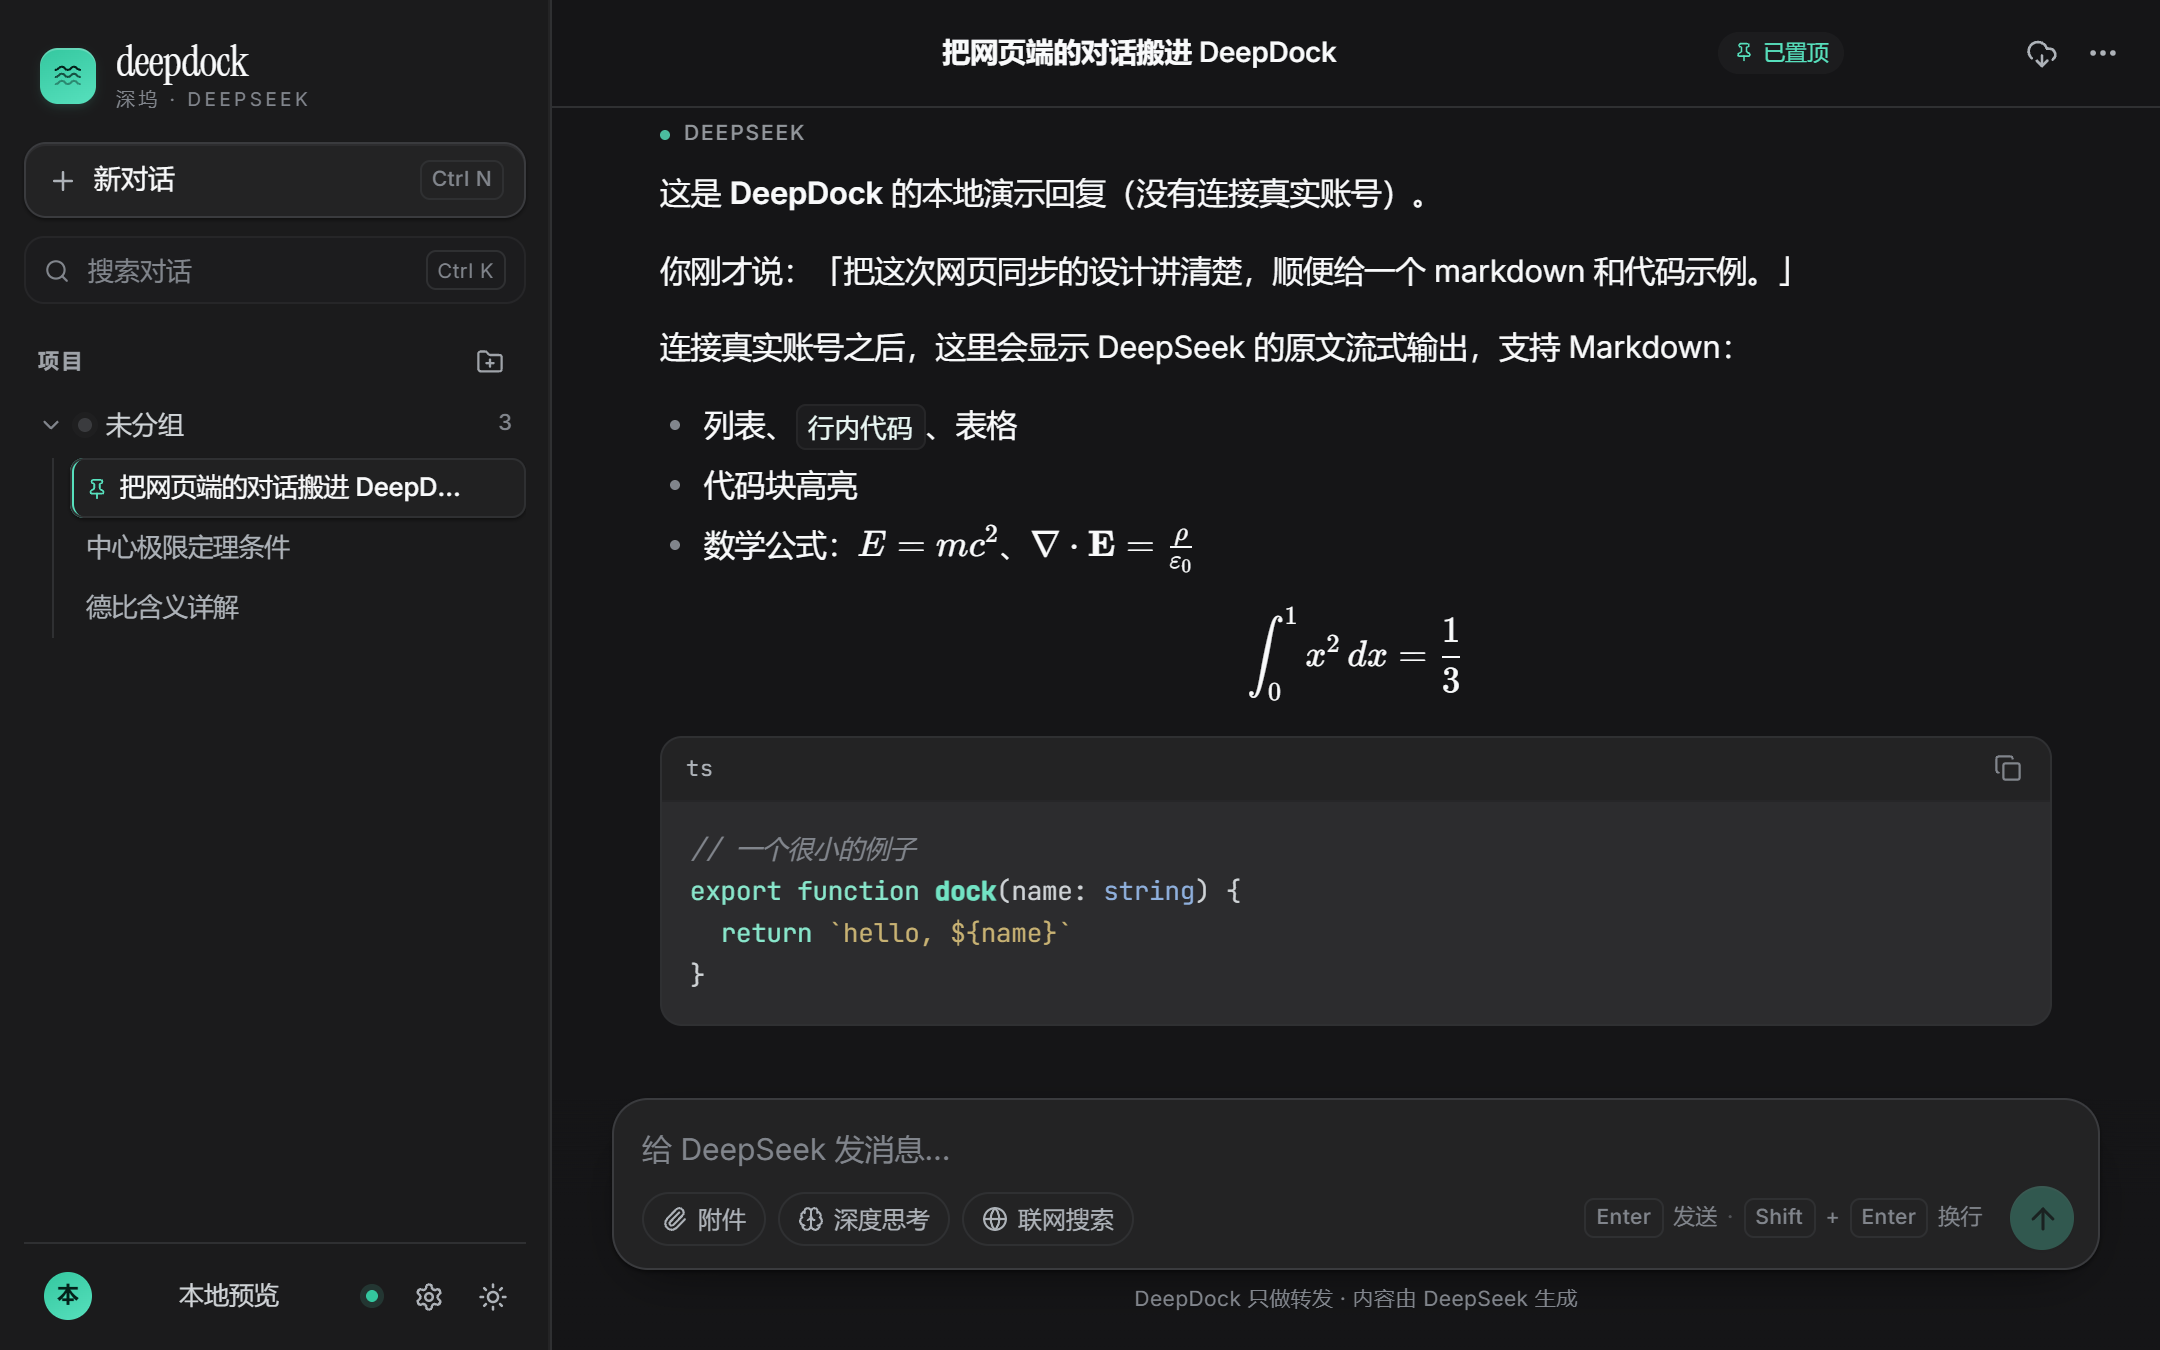 deepdock
深坞 · DEEPSEEK
新对话
Ctrl N
搜索对话
Ctrl K
项目
未分组
3
把网页端的对话搬进 DeepD...
中心极限定理条件
德比含义详解
本
本地预览
把网页端的对话搬进 DeepDock
已置顶
DEEPSEEK
这是 DeepDock 的本地演示回复（没有连接真实账号）。
你刚才说：「把这次网页同步的设计讲清楚，顺便给一个 markdown 和代码示例。」
连接真实账号之后，这里会显示 DeepSeek 的原文流式输出，支持 Markdown：
• 列表、行内代码、表格
• 代码块高亮
• 数学公式：E = mc²、∇ · E = ρ/ε₀
∫₀¹ x² dx = 1/3
ts
// 一个很小的例子
export function dock(name: string) {
  return `hello, ${name}`
}
给 DeepSeek 发消息...
附件
深度思考
联网搜索
Enter 发送 · Shift + Enter 换行
DeepDock 只做转发 · 内容由 DeepSeek 生成